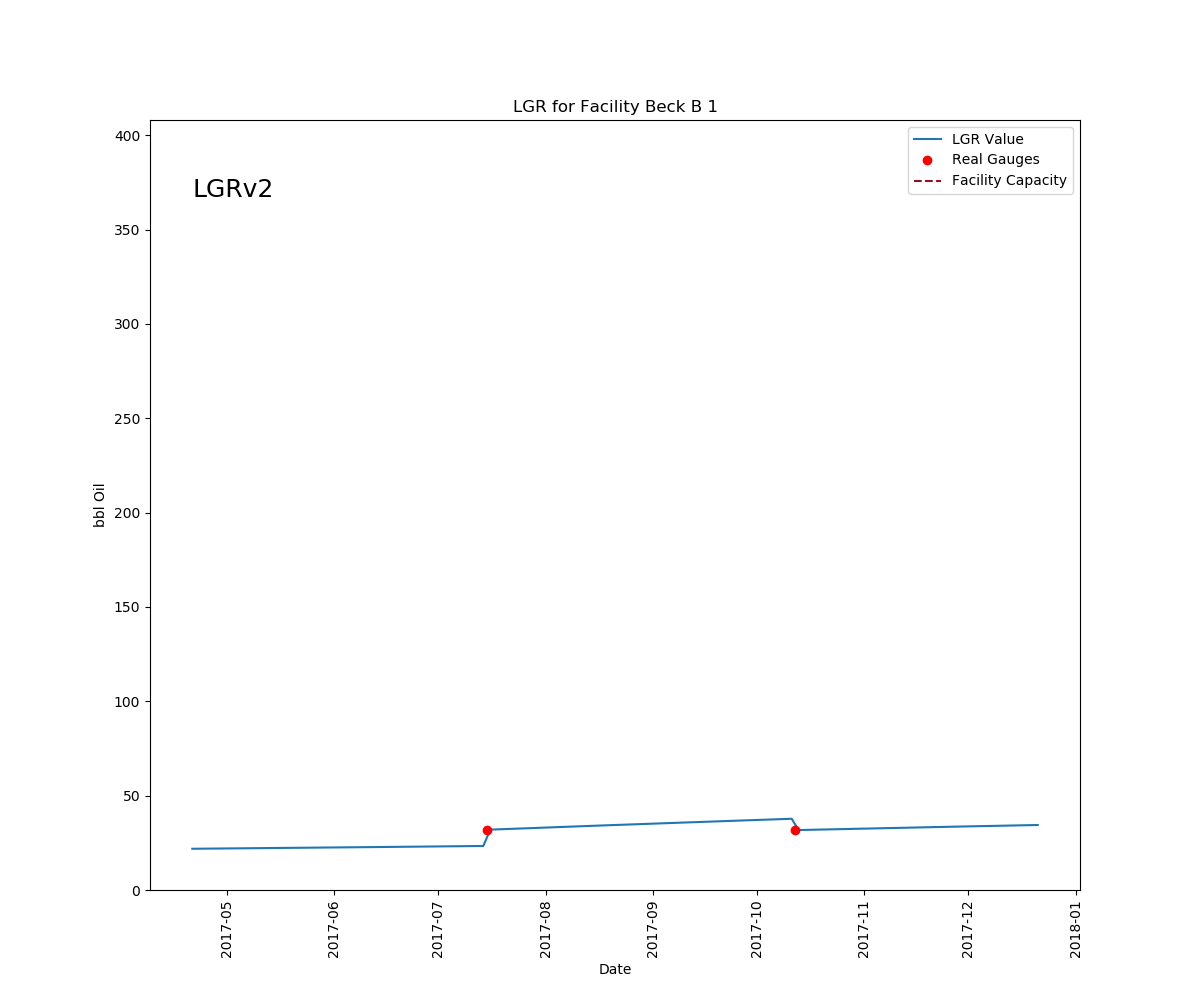 LGR for Facility Beck B 1
LGRv2
LGR Value
Real Gauges
Facility Capacity
bbl Oil
400
350
300
250
200
150
100
50
0
2017-05
2017-06
2017-07
2017-08
2017-09
2017-10
2017-11
2017-12
2018-01
Date